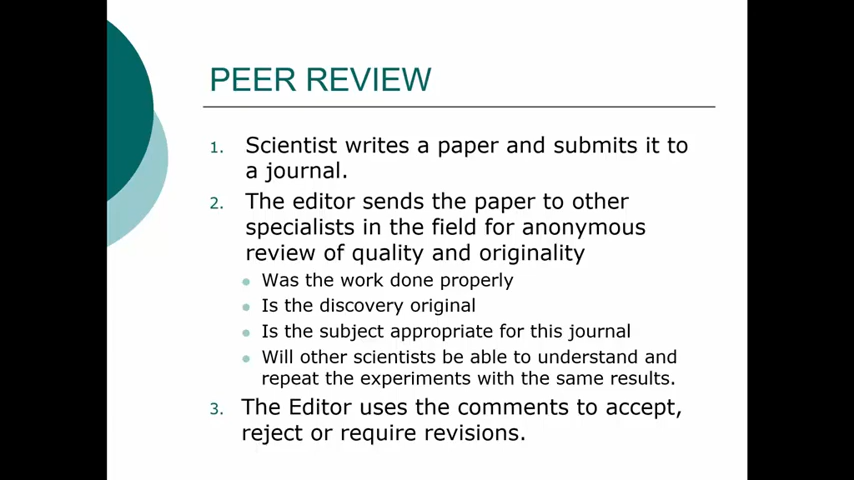 PEER REVIEW
1. Scientist writes a paper and submits it to
a journal.
2. The editor sends the paper to other
specialists in the field for anonymous
review of quality and originality
Was the work done properly
Is the discovery original
Is the subject appropriate for this journal
Will other scientists be able to understand and
repeat the experiments with the same results.
3. The Editor uses the comments to accept,
reject or require revisions.